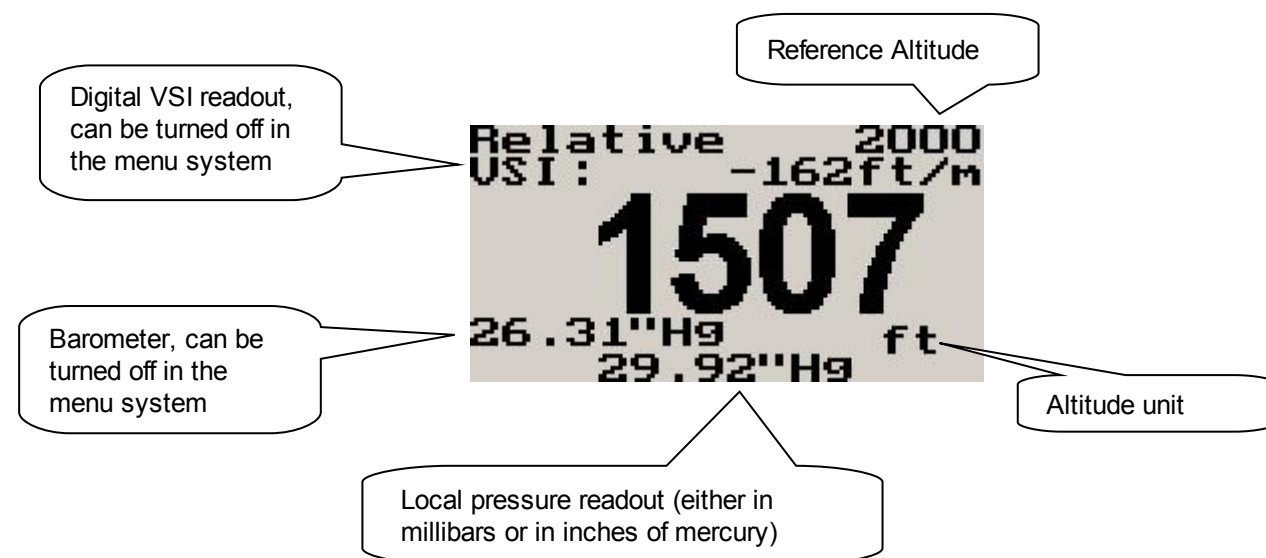 Reference Altitude
Digital VSI readout,
can be turned off in
the menu system
Relative 2000
VSI: -162ft/m
1507
Barometer, can be
turned off in the
menu system
26.31"Hg ft
29.92"Hg
Altitude unit
Local pressure readout (either in
millibars or in inches of mercury)